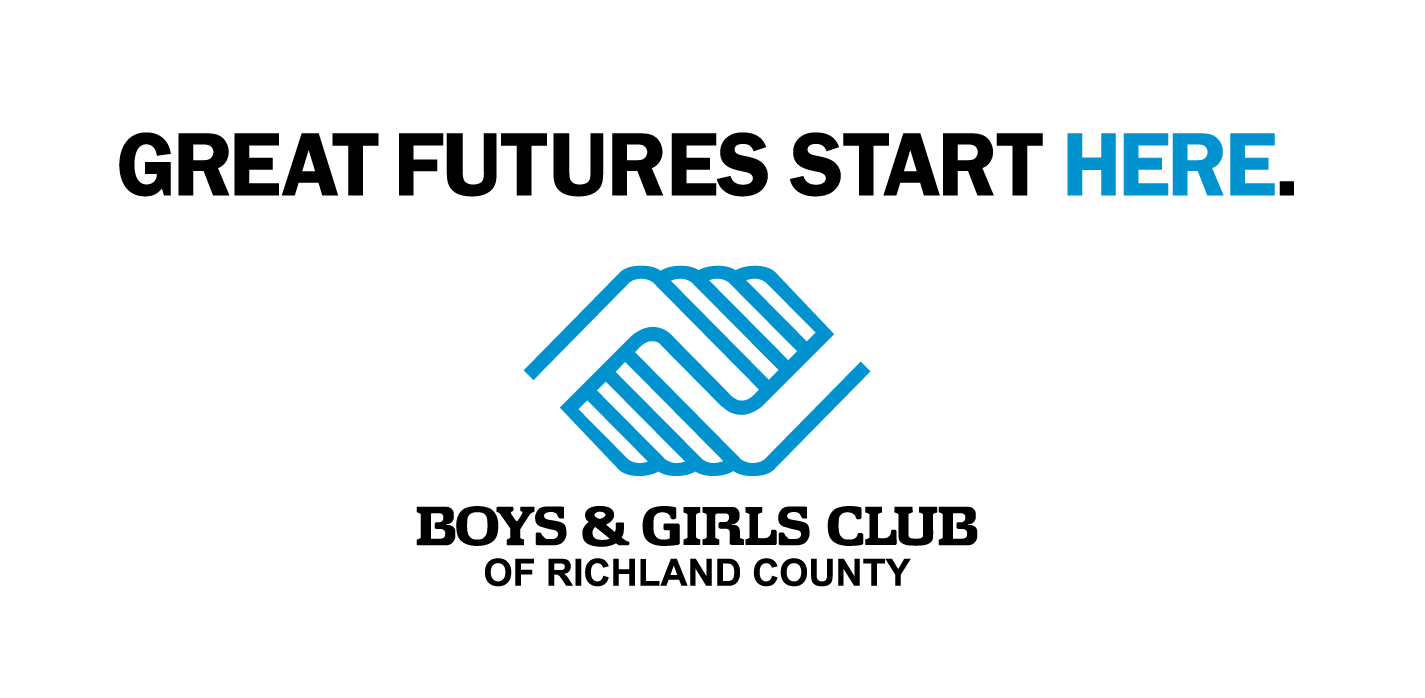 GREAT FUTURES START HERE.
BOYS & GIRLS CLUB
OF RICHLAND COUNTY